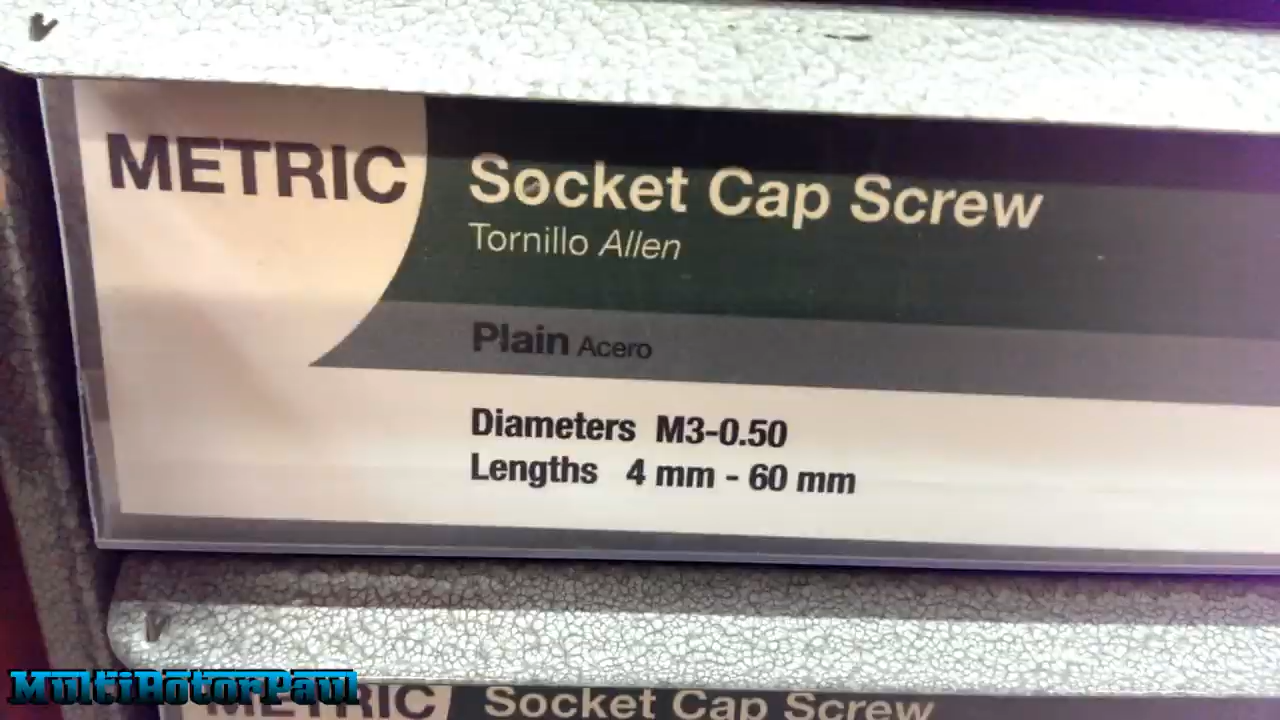 METRIC
Socket Cap Screw
Tornillo Allen
Plain Acero
Diameters M3-0.50
Lengths 4 mm - 60 mm
MultiRotorPaul
METRIC
Socket Cap Screw